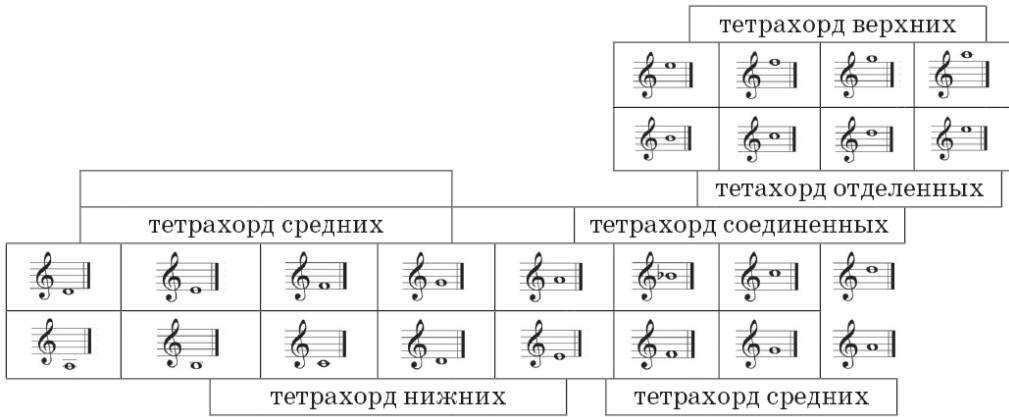 тетрахорд верхних
тетахорд отделенных
тетрахорд средних
тетрахорд соединенных
тетрахорд нижних
тетрахорд средних